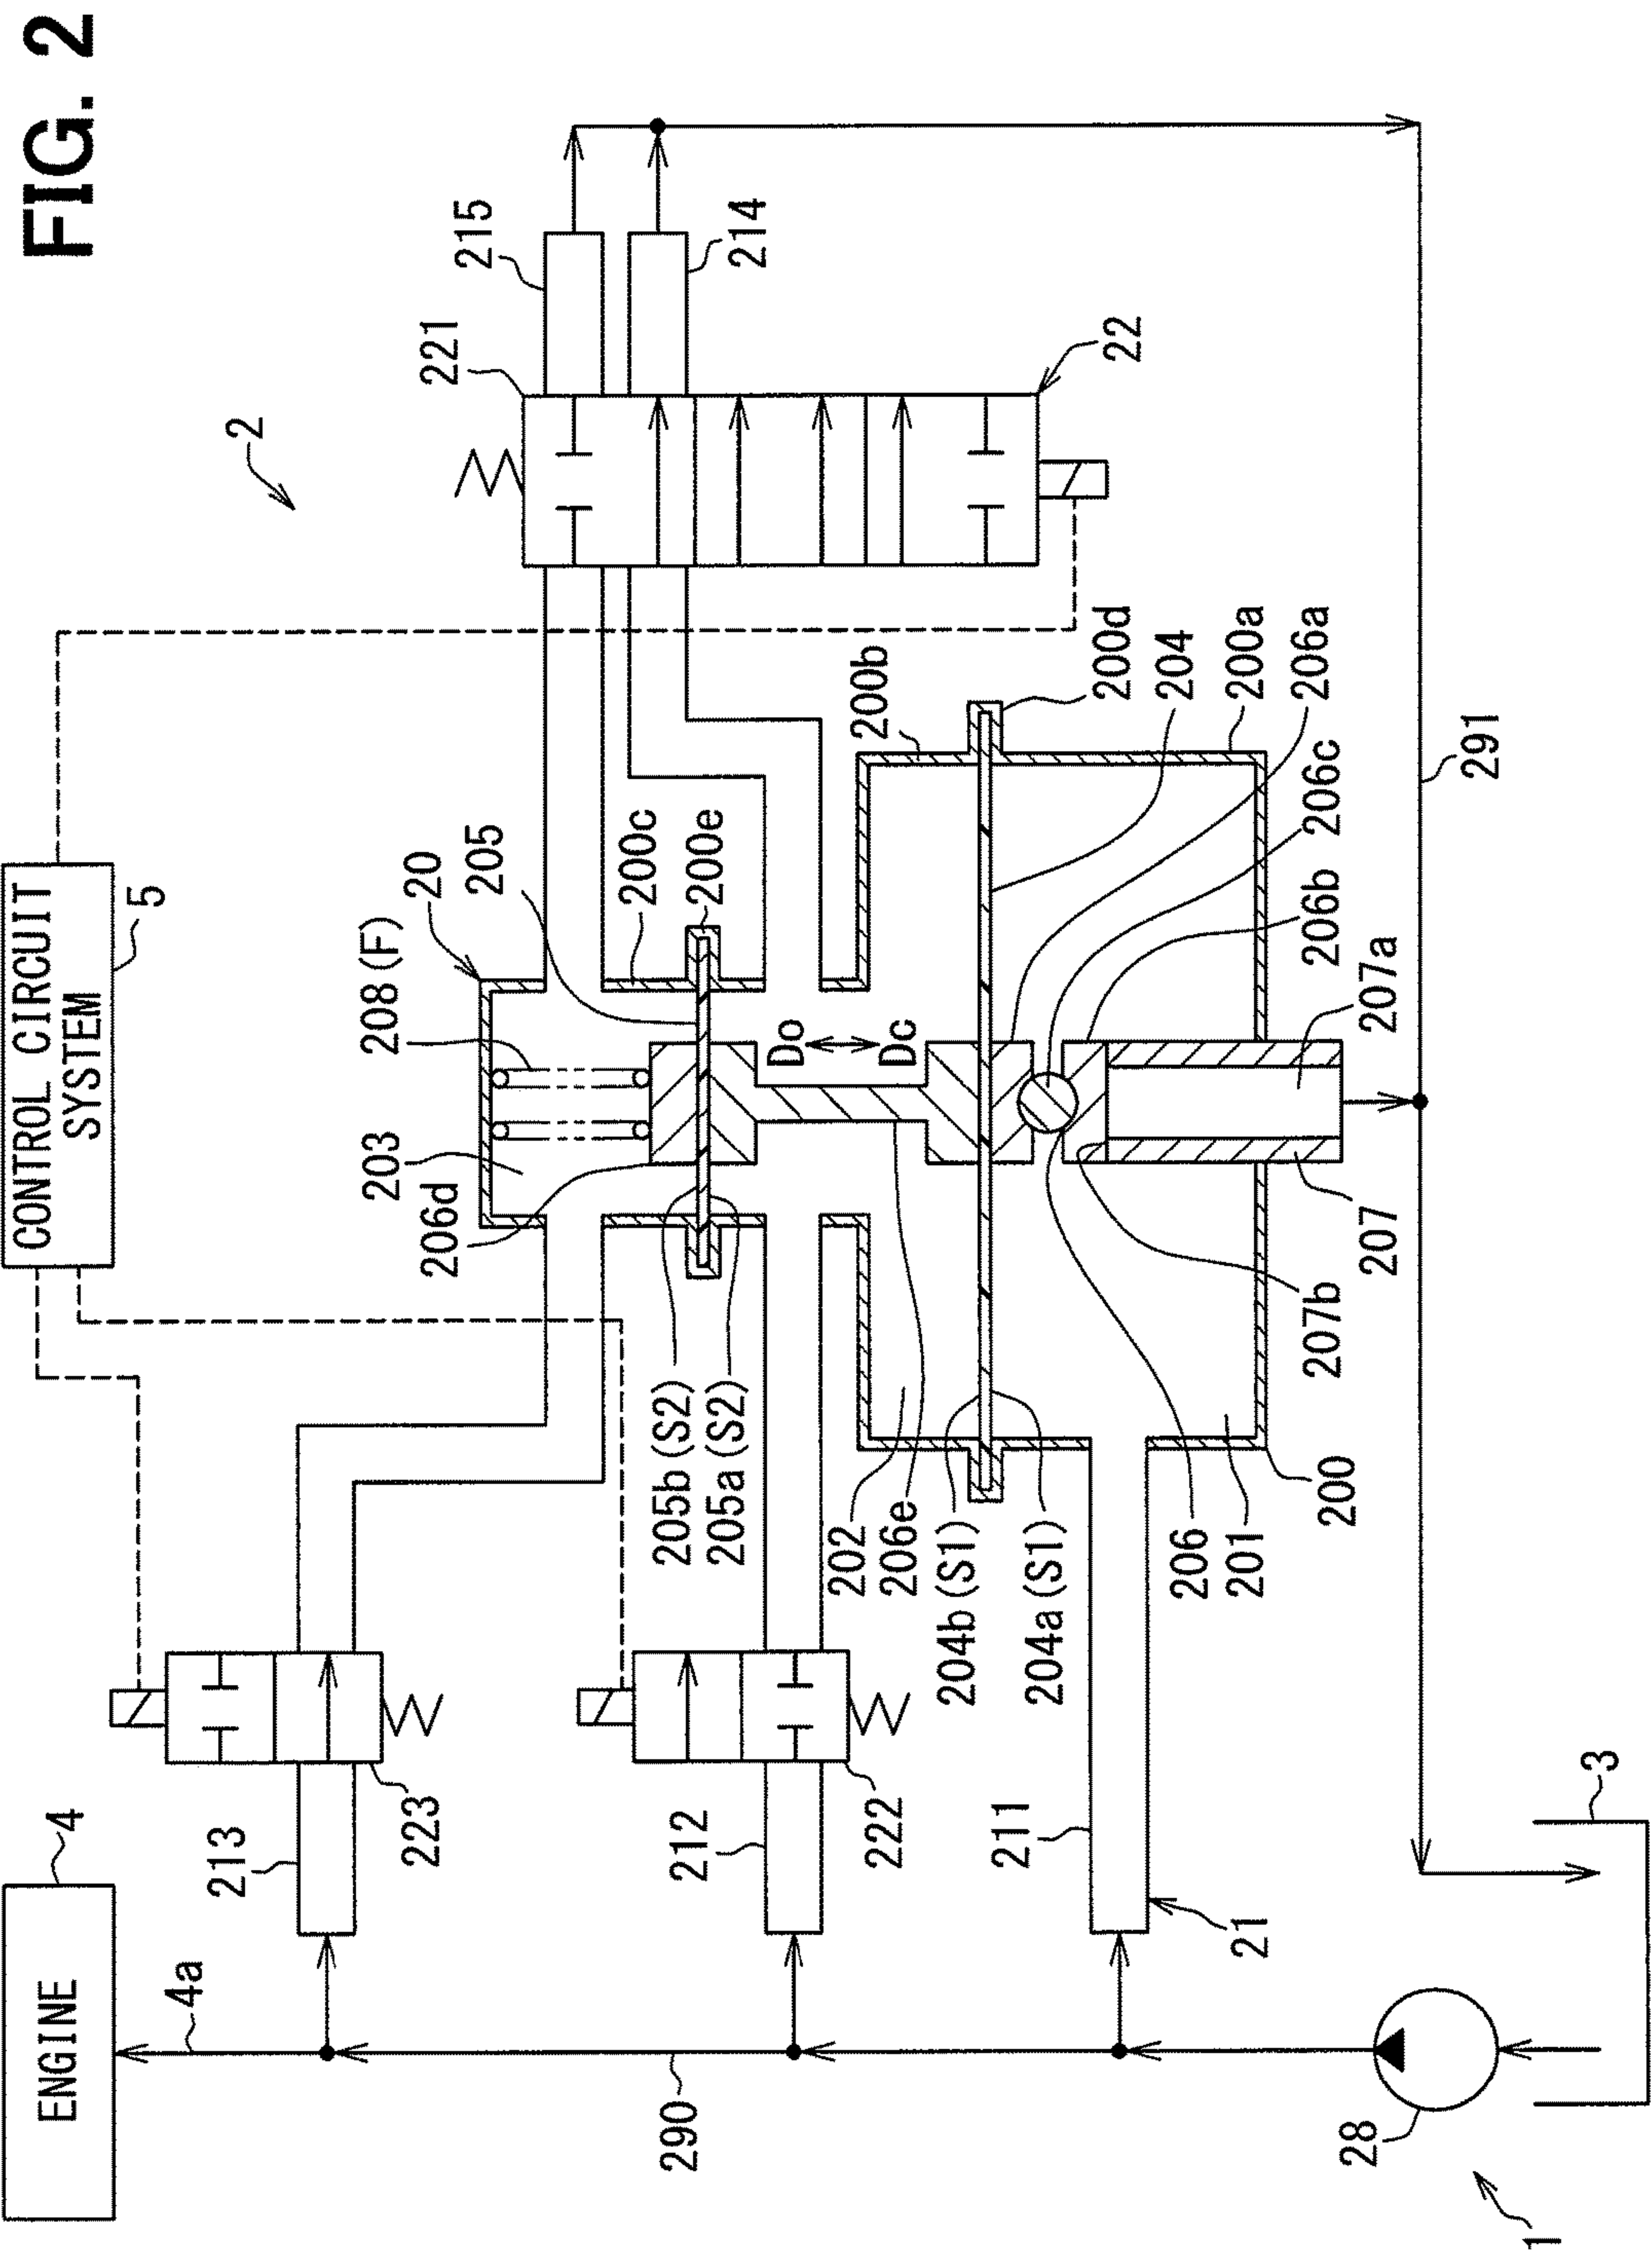 FIG. 2
2
CONTROL CIRCUIT
SYSTEM
5
ENGINE
4
4a
290
28
1
3
213
223
212
222
211
21
215
214
221
22
20
208(F)
205
203
206d
200c
200e
200b
200d
204
200a
206a
206c
206b
207a
207
207b
291
Do
Dc
205b(S2)
205a(S2)
202
206e
204b(S1)
204a(S1)
206
201
200